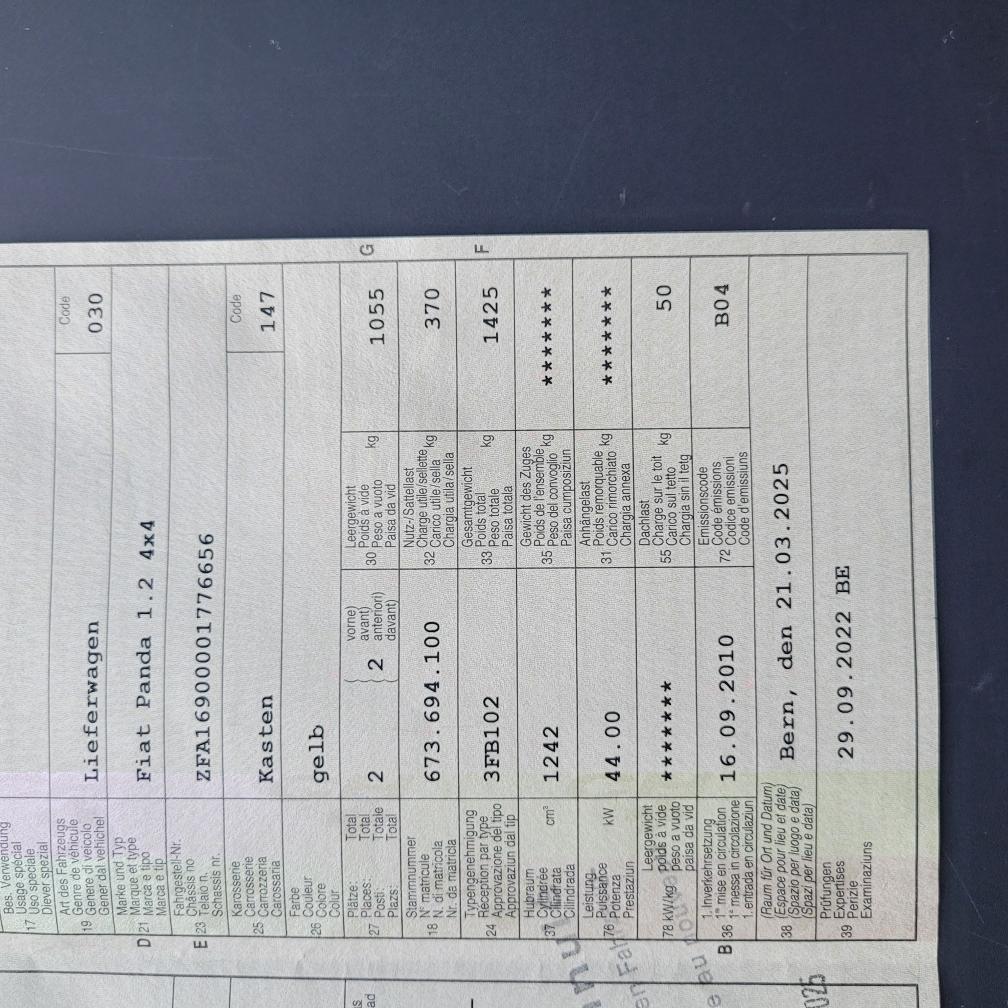 Bes. Verwendung
17 Usage spécial
Uso speciale
Diever spezial
Art des Fahrzeugs
19 Genre de véhicule
Genere di veicolo
Gener dal vehichel
Lieferwagen
Code
030
Marke und Typ
D 21 Marque et type
Marca e tipo
Marca e tip
Fiat Panda 1.2 4x4
Fahrgestell-Nr.
E 23 Châssis no
Telaio n.
Schassis nr.
ZFA16900001776656
Karosserie
25 Carrosserie
Carrozzeria
Carossaria
Kasten
Code
147
Farbe
26 Couleur
Colore
Colur
gelb
Plätze: Total
27 Places: Total
Posti: Totale
Plazs: Total
2
2
vorne)
avant)
anteriori)
davant)
Leergewicht
30 Poids à vide kg
Peso a vuoto
Paisa da vid
1055
G
Stammnummer
18 N° matricule
N. di matricola
Nr. da matricla
673.694.100
Nutz-/Sattellast
32 Charge utile/sellette kg
Carico utile/sella
Chargia utila/sella
370
Typengenehmigung
24 Réception par type
Approvazione del tipo
Approvaziun dal tip
3FB102
Gesamtgewicht
33 Poids total kg
Peso totale
Paisa totala
1425
F
Hubraum
37 Cylindrée cm³
Cilindrata
Cilindrada
1242
Gewicht des Zuges
35 Poids de l'ensemble kg
Peso del convoglio
Paisa cumposiziun
********
Leistung
76 Puissance kW
Potenza
Prestaziun
44.00
Anhängelast
31 Poids remorquable kg
Carico rimorchiato
Chargia annexa
********
Leergewicht
78 kW/kg: poids à vide
peso a vuoto
paisa da vid
********
Dachlast
55 Charge sur le toit kg
Carico sul tetto
Chargia sin il tetg
50
1. Inverkehrsetzung
B 36 1re mise en circulation
1a messa in circolazione
1. entrada en circulaziun
16.09.2010
Emissionscode
72 Code émissions
Codice emissioni
Code d'emissiuns
B04
(Raum für Ort und Datum)
38 (Espace pour lieu et date)
(Spazio per luogo e data)
(Spazi per lieu e data)
Bern, den 21.03.2025
Prüfungen
39 Expertises
Perizie
Examinaziuns
29.09.2022 BE